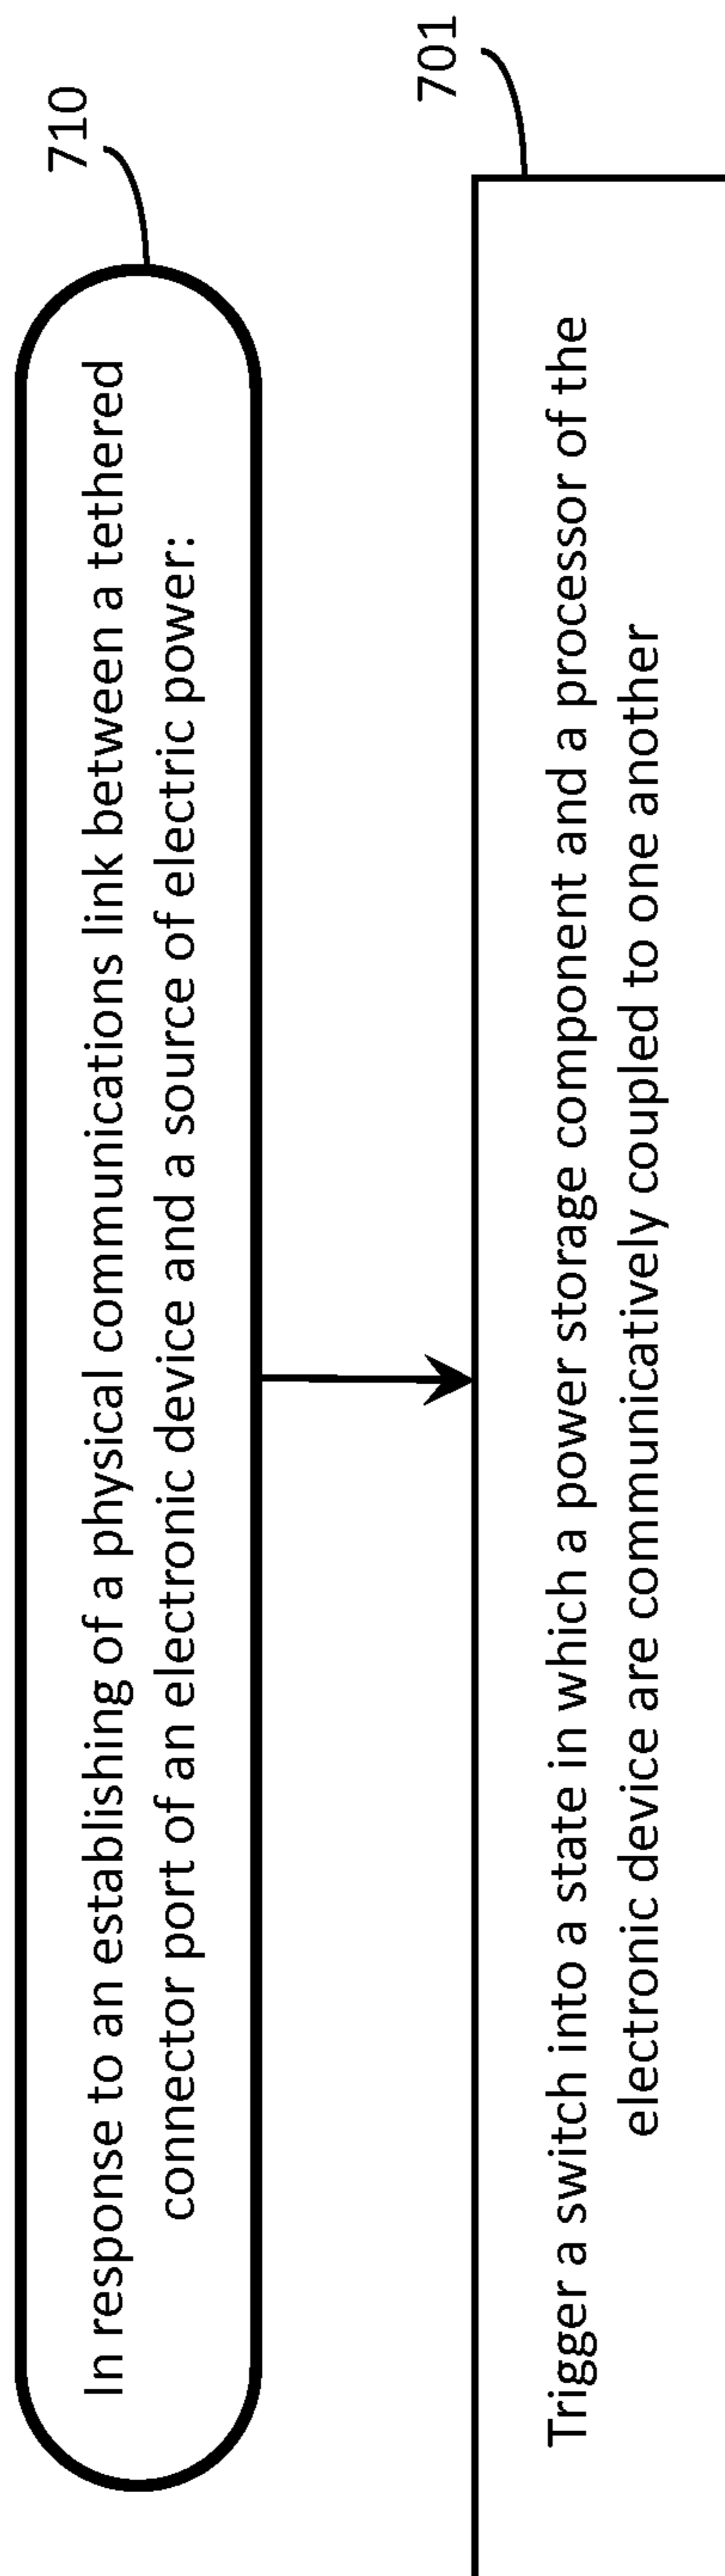 710
In response to an establishing of a physical communications link between a tethered
connector port of an electronic device and a source of electric power:
701
Trigger a switch into a state in which a power storage component and a processor of the
electronic device are communicatively coupled to one another